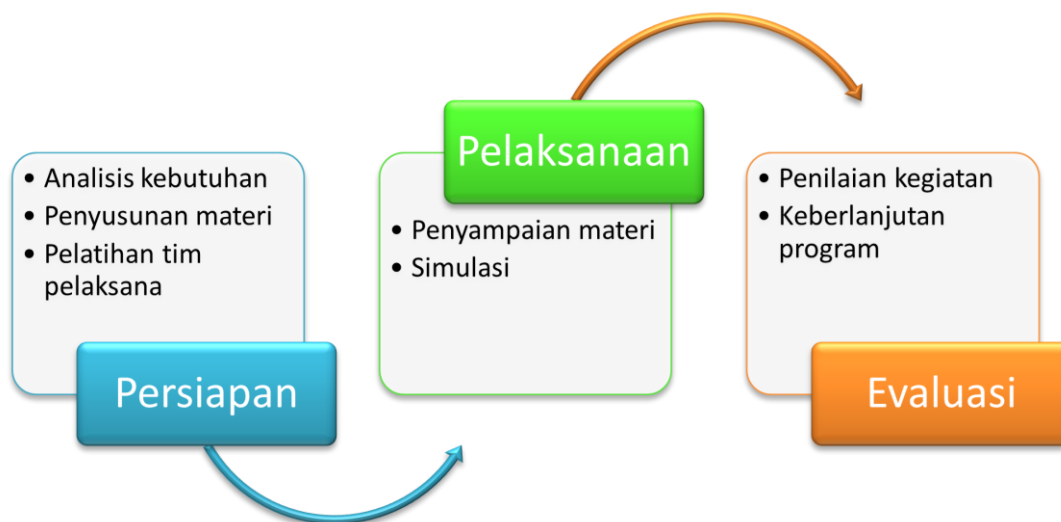 • Analisis kebutuhan
• Penyusunan materi
• Pelatihan tim
pelaksana
Persiapan
Pelaksanaan
• Penyampaian materi
• Simulasi
• Penilaian kegiatan
• Keberlanjutan
program
Evaluasi